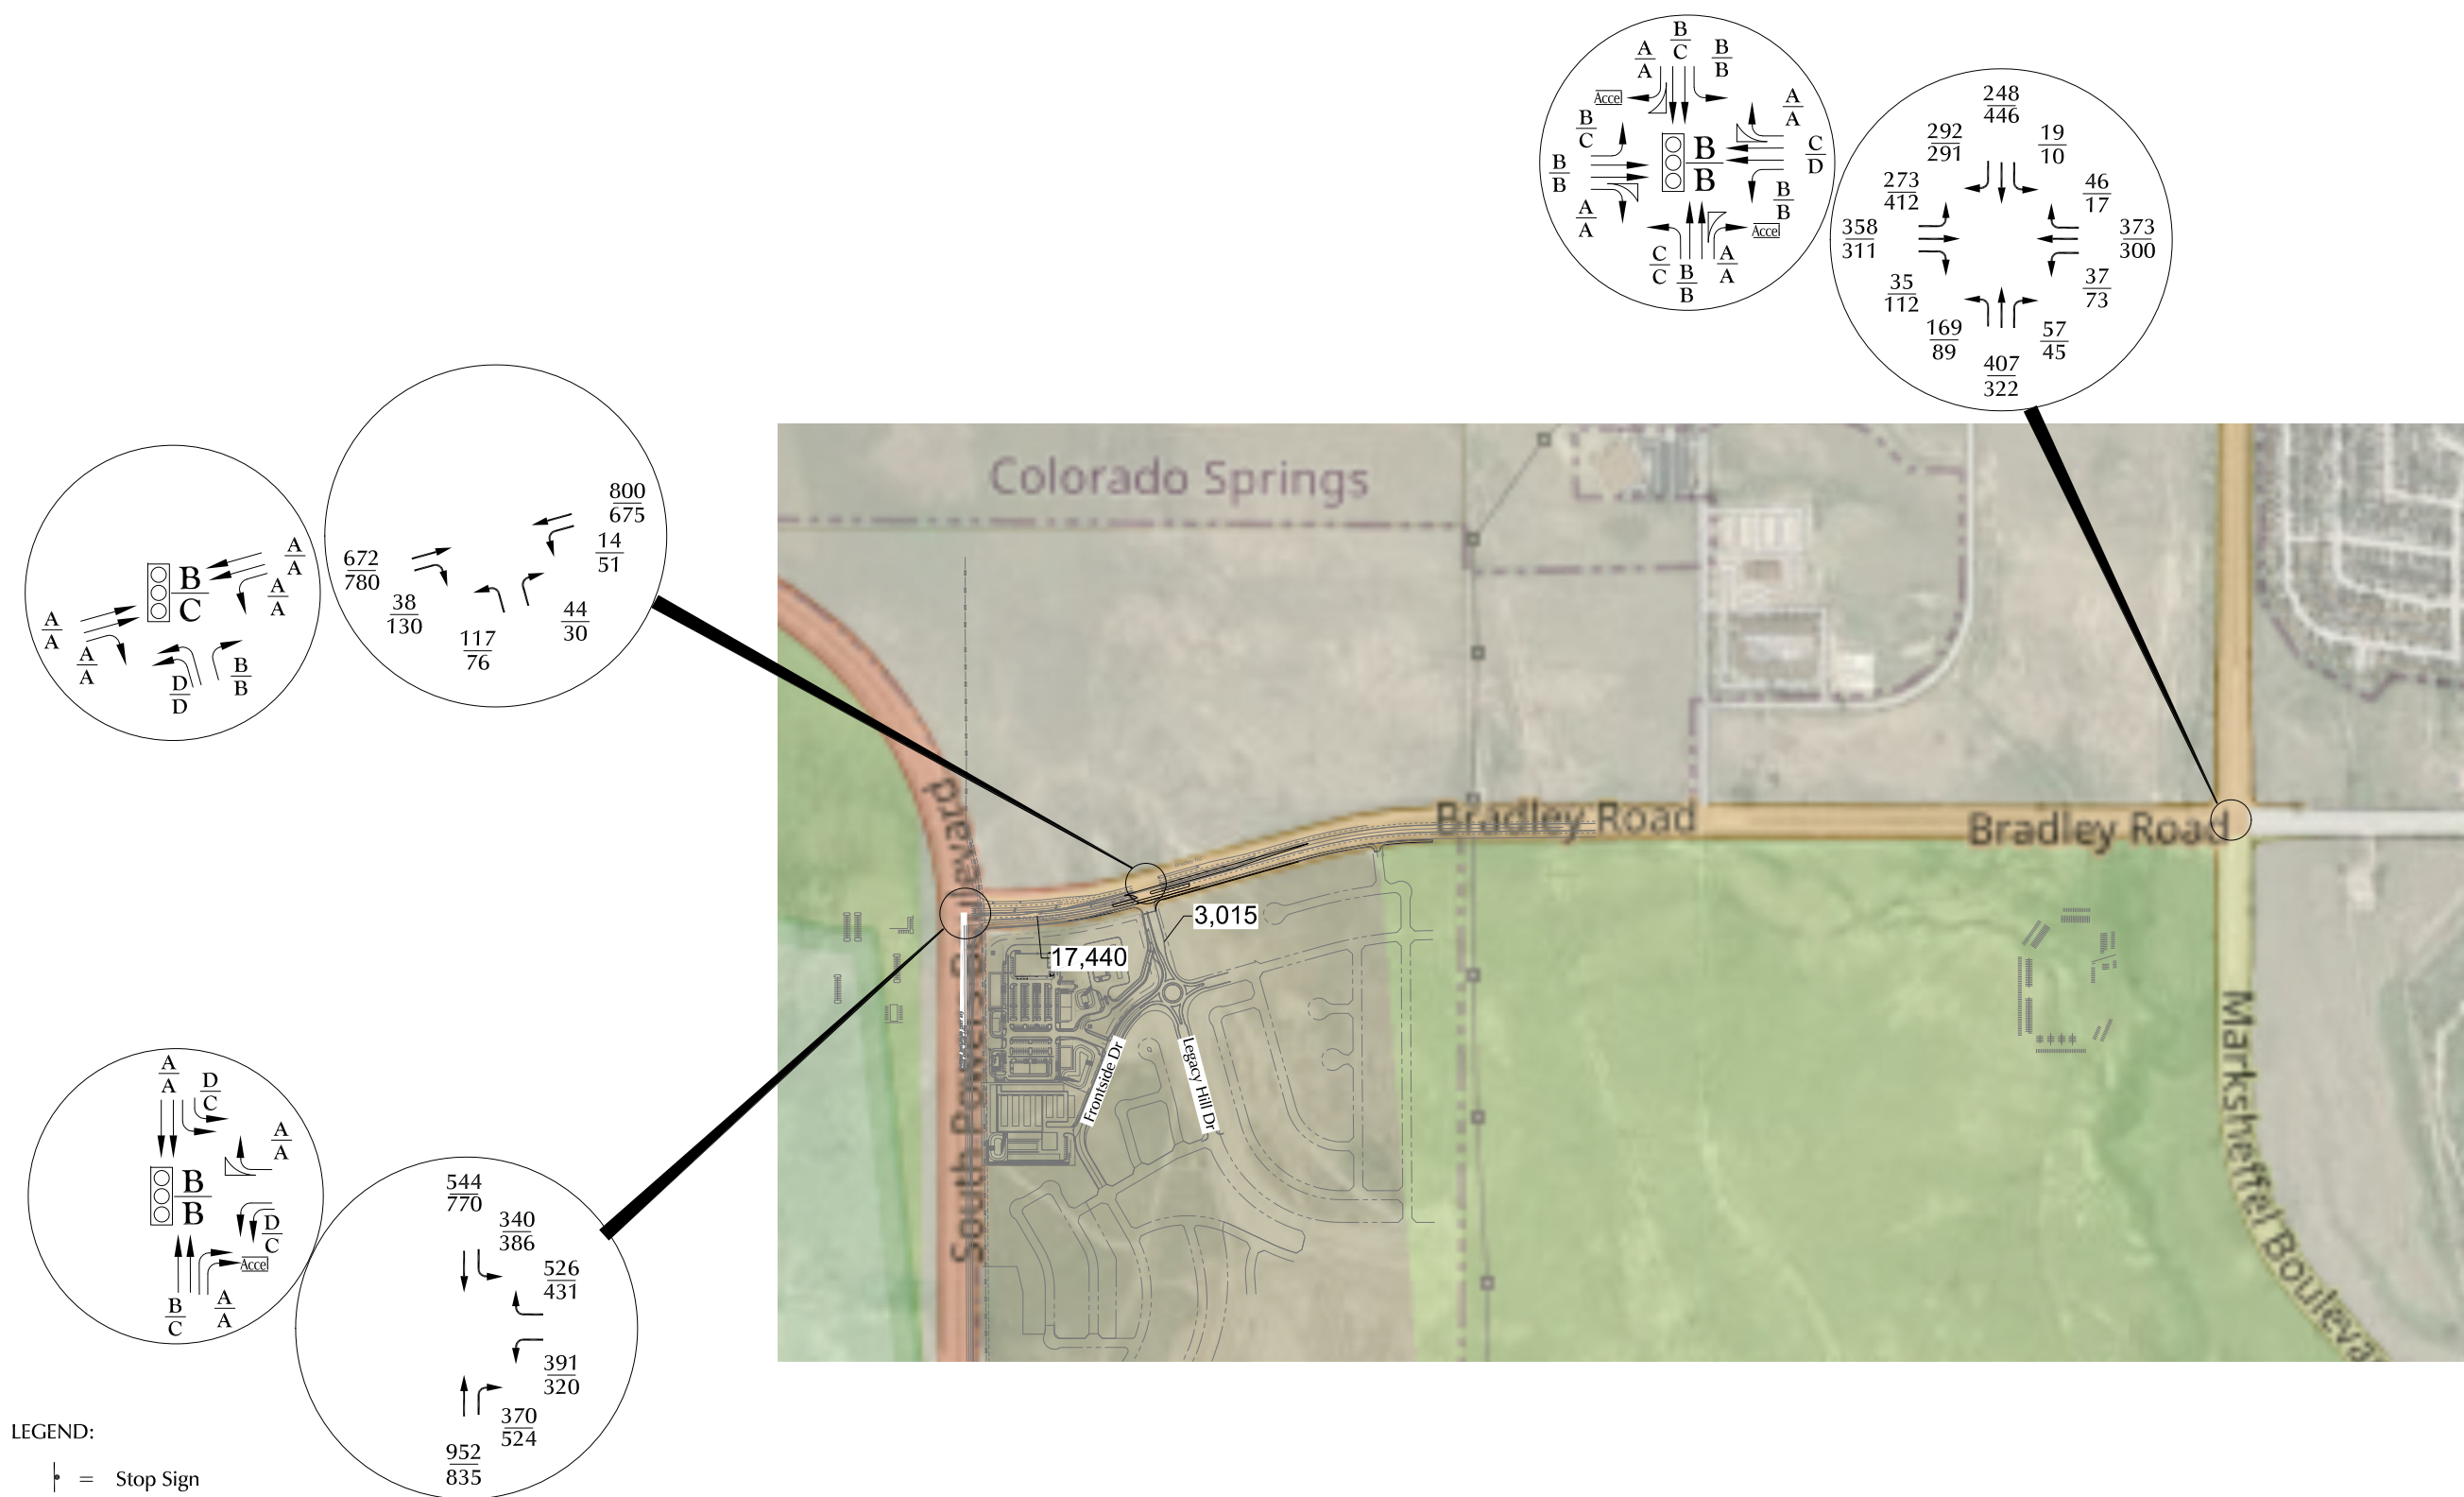 B
C
A
A
B
B
Accel
A
A
B
C
B
B
C
D
B
B
B
B
A
A
B
B
Accel
C
C
B
B
A
A
248
446
292
291
19
10
273
412
46
17
358
311
373
300
35
112
37
73
169
89
57
45
407
322
A
A
B
C
A
A
A
A
A
A
B
B
D
D
800
675
14
51
672
780
38
130
44
30
117
76
Colorado Springs
Bradley Road
Bradley Road
South Powers Boulevard
3,015
17,440
Frontside Dr
Legacy Hill Dr
Marksheffel Boulevar
A
A
D
C
A
A
B
B
D
C
Accel
B
C
A
A
544
770
340
386
526
431
391
320
370
524
952
835
LEGEND:
= Stop Sign